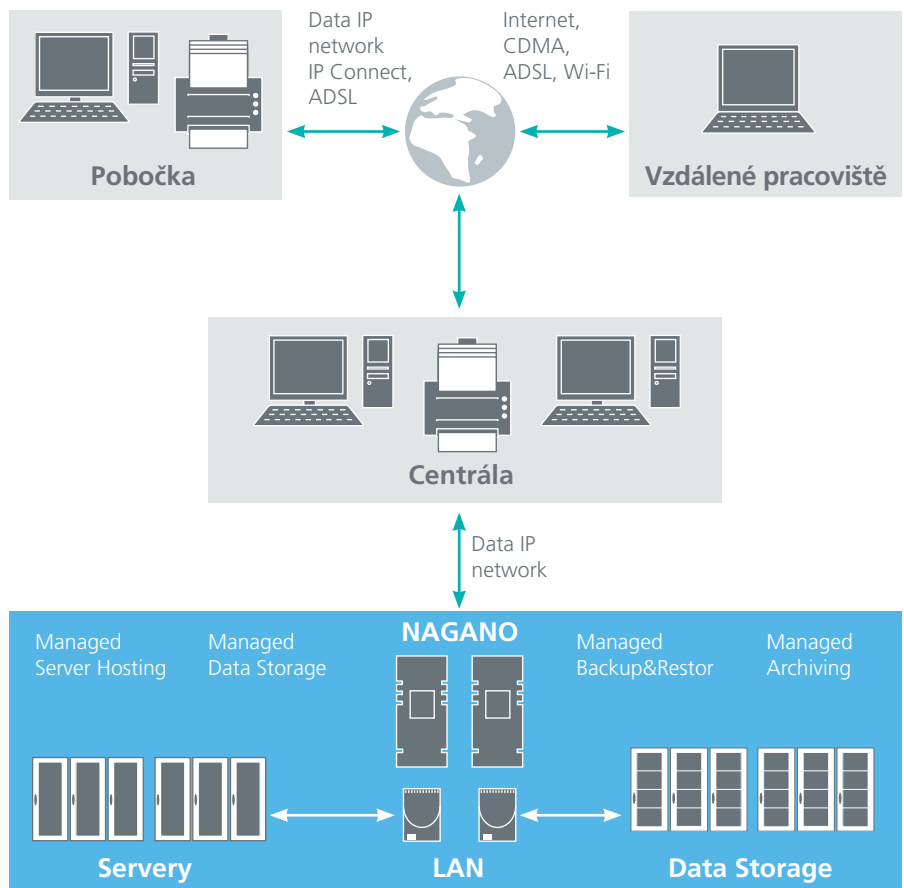 Data IP
network
IP Connect,
ADSL
Internet,
CDMA,
ADSL, Wi-Fi
Pobočka
Vzdálené pracoviště
Centrála
Data IP
network
NAGANO
Managed
Server Hosting
Managed
Data Storage
Managed
Backup&Restor
Managed
Archiving
Servery
LAN
Data Storage